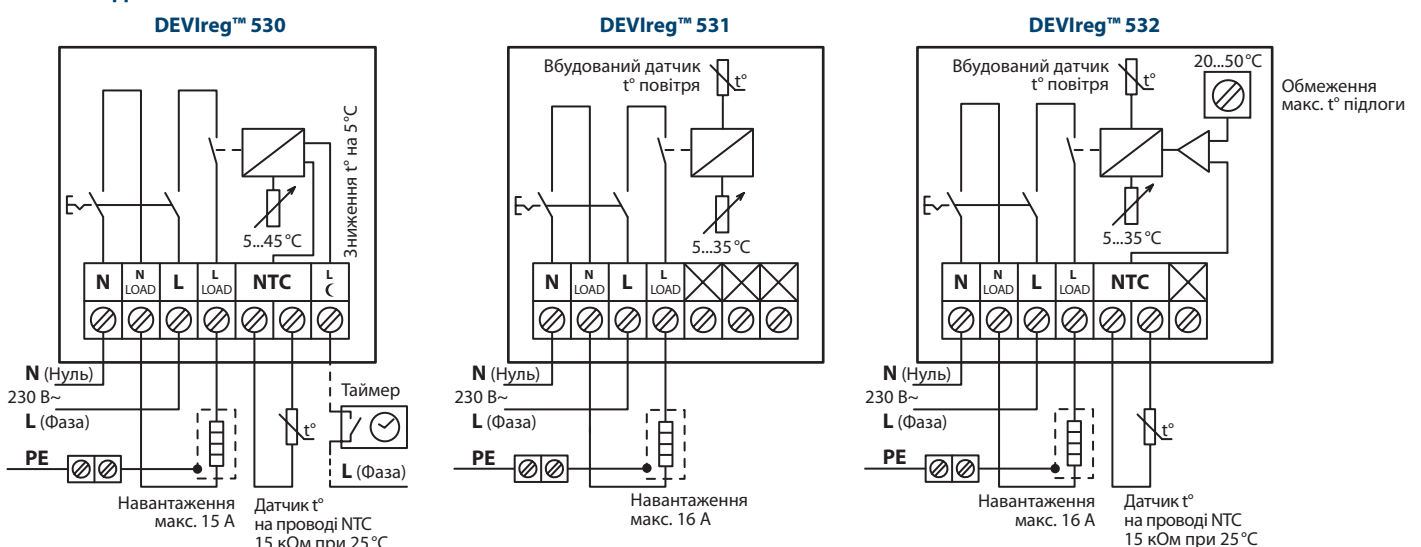 DEVIreg™ 530
Зниження t° на 5°C
5...45°C
N
N
LOAD
L
L
LOAD
NTC
L
☾
N (Нуль)
230 В~
L (Фаза)
PE
Таймер
t°
L (Фаза)
Навантаження
макс. 15 А
Датчик t°
на проводі NTC
15 кОм при 25°C
DEVIreg™ 531
Вбудований датчик
t° повітря
t°
5...35°C
N
N
LOAD
L
L
LOAD
N (Нуль)
230 В~
L (Фаза)
PE
Навантаження
макс. 16 А
DEVIreg™ 532
Вбудований датчик
t° повітря
t°
20...50°C
Обмеження
макс. t° підлоги
5...35°C
N
N
LOAD
L
L
LOAD
NTC
N (Нуль)
230 В~
L (Фаза)
PE
t°
Навантаження
макс. 16 А
Датчик t°
на проводі NTC
15 кОм при 25°C